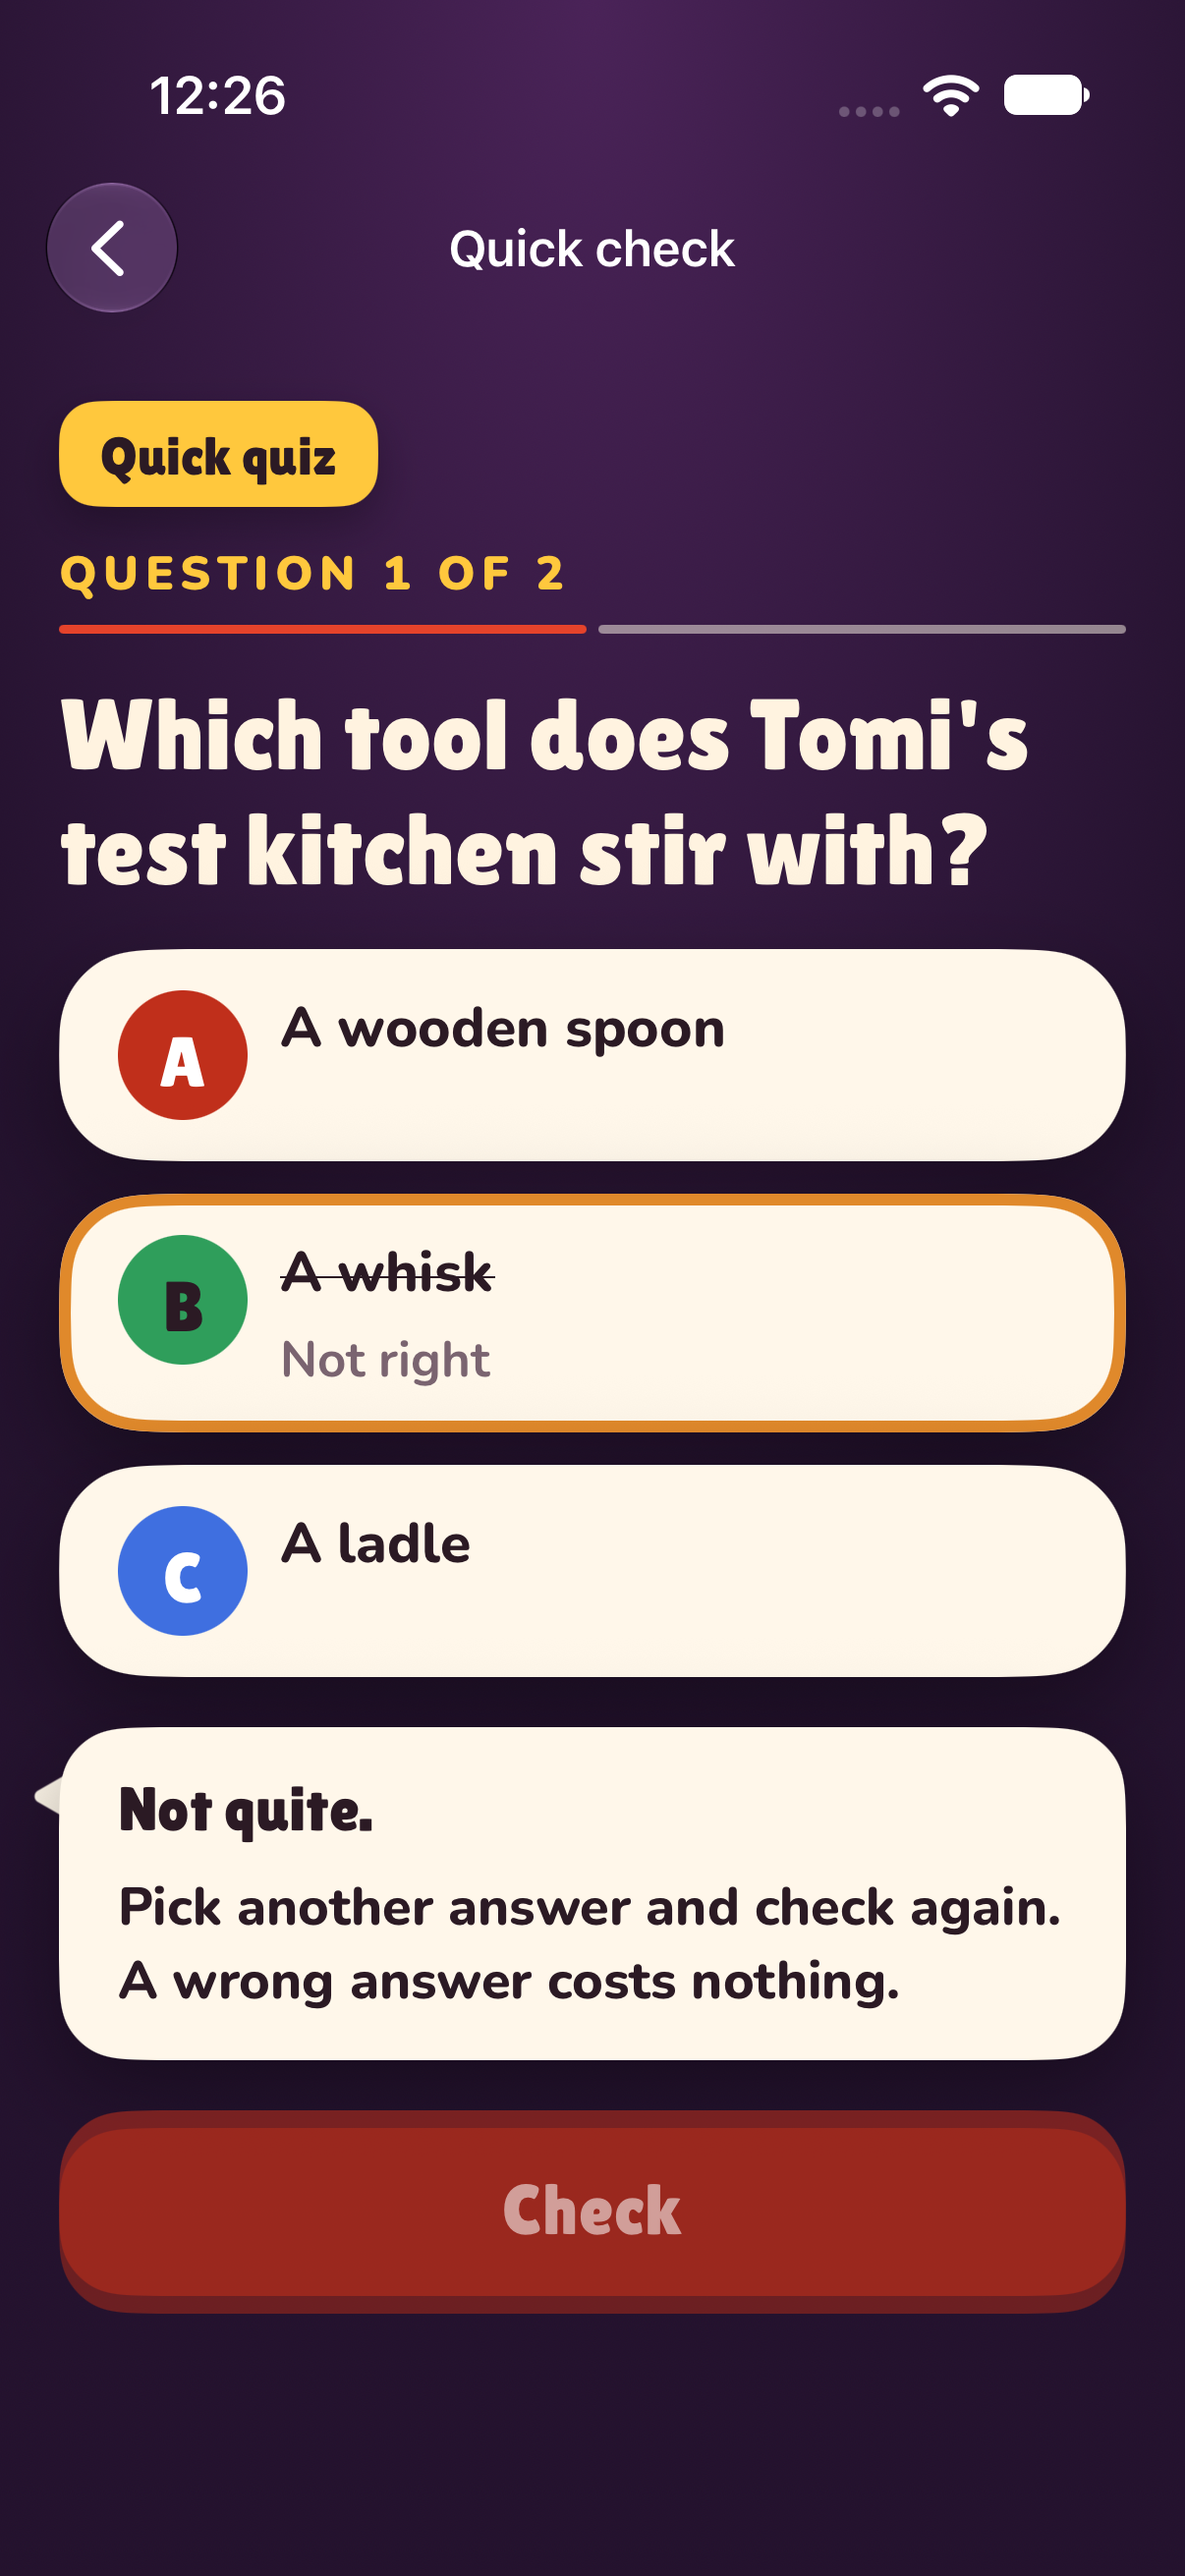 12:26
Quick check
Quick quiz
QUESTION 1 OF 2
Which tool does Tomi's
test kitchen stir with?
A
A wooden spoon
B
A whisk
Not right
C
A ladle
Not quite.
Pick another answer and check again.
A wrong answer costs nothing.
Check